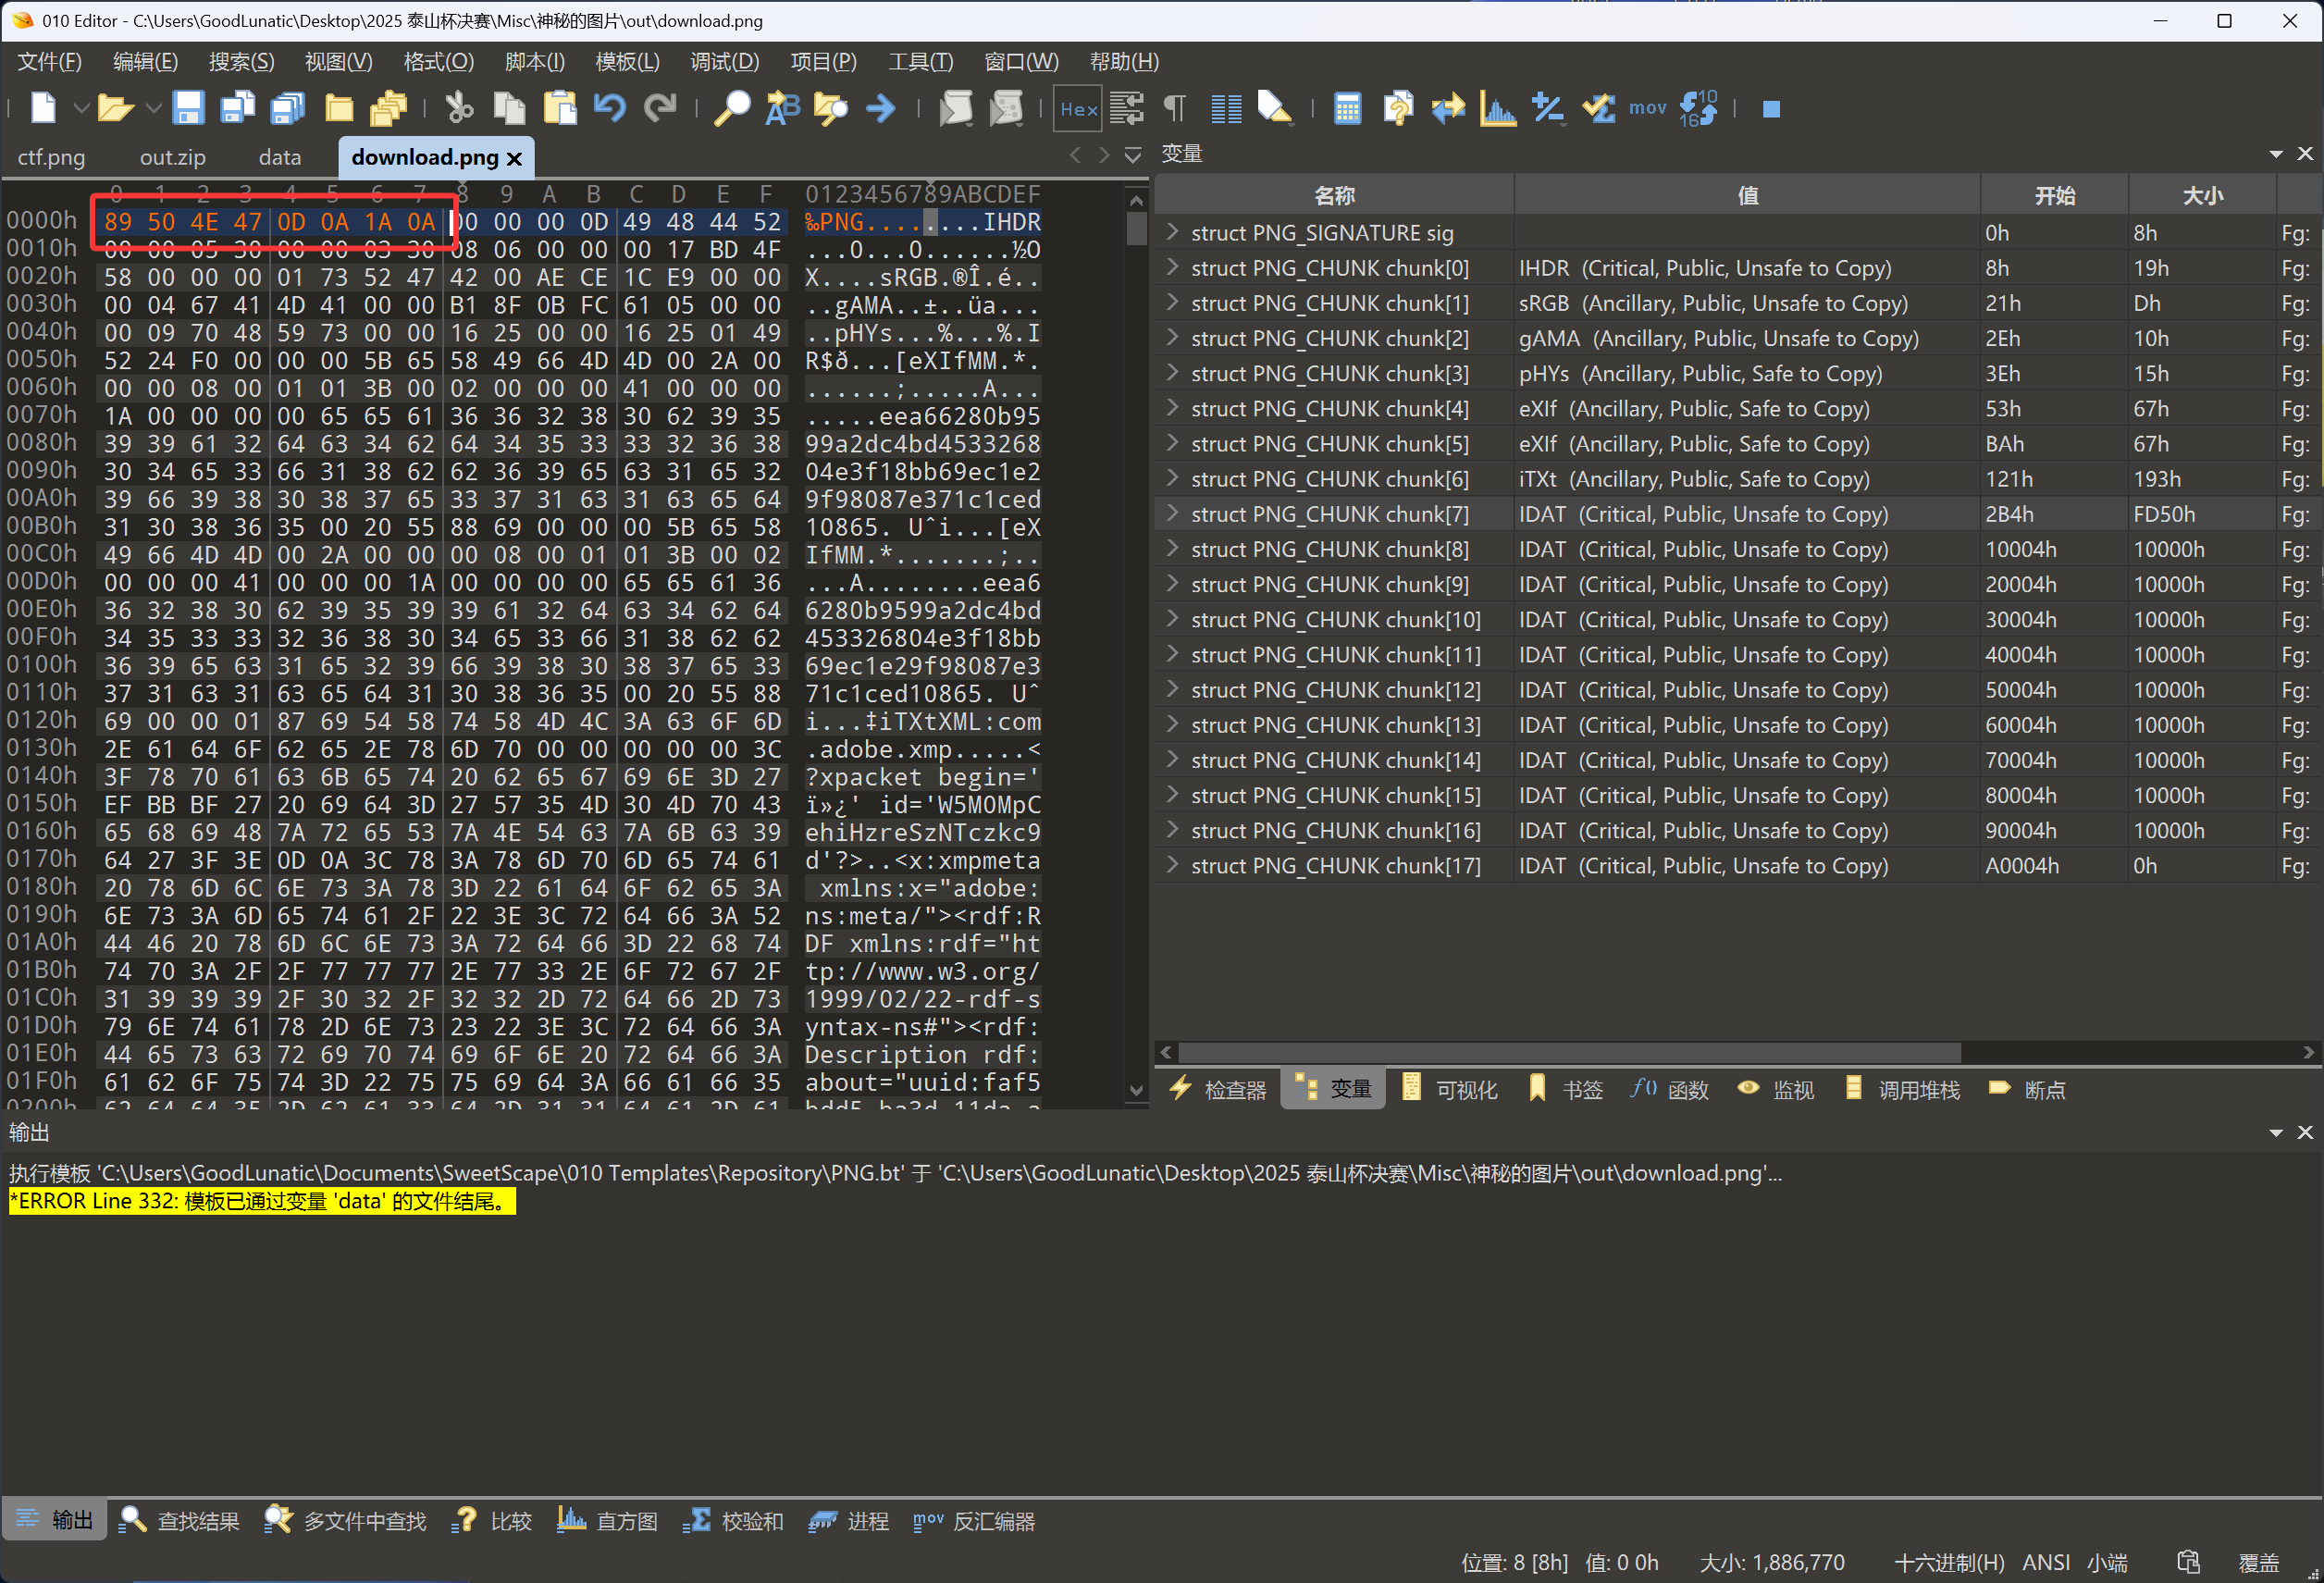 010 Editor - C:\Users\GoodLunatic\Desktop\2025 泰山杯决赛\Misc\神秘的图片\out\download.png
文件(F) 编辑(E) 搜索(S) 视图(V) 格式(O) 脚本(I) 模板(L) 调试(D) 项目(P) 工具(T) 窗口(W) 帮助(H)
Hex mov 10 16
ctf.png out.zip data download.png
0 1 2 3 4 5 6 7 8 9 A B C D E F 0123456789ABCDEF
0000h 89 50 4E 47 0D 0A 1A 0A 00 00 00 0D 49 48 44 52 ‰PNG........IHDR
0010h 00 00 05 30 00 00 03 30 08 06 00 00 00 17 BD 4F ...0...0......½O
0020h 58 00 00 00 01 73 52 47 42 00 AE CE 1C E9 00 00 X....sRGB.®Î.é..
0030h 00 04 67 41 4D 41 00 00 B1 8F 0B FC 61 05 00 00 ..gAMA..±..üa...
0040h 00 09 70 48 59 73 00 00 16 25 00 00 16 25 01 49 ..pHYs...%...%.I
0050h 52 24 F0 00 00 00 5B 65 58 49 66 4D 4D 00 2A 00 R$ð...[eXIfMM.*.
0060h 00 00 08 00 01 01 3B 00 02 00 00 00 41 00 00 00 ......;.....A...
0070h 1A 00 00 00 00 65 65 61 36 36 32 38 30 62 39 35 .....eea66280b95
0080h 39 39 61 32 64 63 34 62 64 34 35 33 33 32 36 38 99a2dc4bd4533268
0090h 30 34 65 33 66 31 38 62 62 36 39 65 63 31 65 32 04e3f18bb69ec1e2
00A0h 39 66 39 38 30 38 37 65 33 37 31 63 31 63 65 64 9f98087e371c1ced
00B0h 31 30 38 36 35 00 20 55 88 69 00 00 00 5B 65 58 10865. Uˆi...[eX
00C0h 49 66 4D 4D 00 2A 00 00 00 08 00 01 01 3B 00 02 IfMM.*.......;..
00D0h 00 00 00 41 00 00 00 1A 00 00 00 00 65 65 61 36 ...A........eea6
00E0h 36 32 38 30 62 39 35 39 39 61 32 64 63 34 62 64 6280b9599a2dc4bd
00F0h 34 35 33 33 32 36 38 30 34 65 33 66 31 38 62 62 453326804e3f18bb
0100h 36 39 65 63 31 65 32 39 66 39 38 30 38 37 65 33 69ec1e29f98087e3
0110h 37 31 63 31 63 65 64 31 30 38 36 35 00 20 55 88 71c1ced10865. Uˆ
0120h 69 00 00 01 87 69 54 58 74 58 4D 4C 3A 63 6F 6D i...‡iTXtXML:com
0130h 2E 61 64 6F 62 65 2E 78 6D 70 00 00 00 00 00 3C .adobe.xmp.....<
0140h 3F 78 70 61 63 6B 65 74 20 62 65 67 69 6E 3D 27 ?xpacket begin='
0150h EF BB BF 27 20 69 64 3D 27 57 35 4D 30 4D 70 43 ï»¿' id='W5M0MpC
0160h 65 68 69 48 7A 72 65 53 7A 4E 54 63 7A 6B 63 39 ehiHzreSzNTczkc9
0170h 64 27 3F 3E 0D 0A 3C 78 3A 78 6D 70 6D 65 74 61 d'?>..<x:xmpmeta
0180h 20 78 6D 6C 6E 73 3A 78 3D 22 61 64 6F 62 65 3A xmlns:x="adobe:
0190h 6E 73 3A 6D 65 74 61 2F 22 3E 3C 72 64 66 3A 52 ns:meta/"><rdf:R
01A0h 44 46 20 78 6D 6C 6E 73 3A 72 64 66 3D 22 68 74 DF xmlns:rdf="ht
01B0h 74 70 3A 2F 2F 77 77 77 2E 77 33 2E 6F 72 67 2F tp://www.w3.org/
01C0h 31 39 39 39 2F 30 32 2F 32 32 2D 72 64 66 2D 73 1999/02/22-rdf-s
01D0h 79 6E 74 61 78 2D 6E 73 23 22 3E 3C 72 64 66 3A yntax-ns#"><rdf:
01E0h 44 65 73 63 72 69 70 74 69 6F 6E 20 72 64 66 3A Description rdf:
01F0h 61 62 6F 75 74 3D 22 75 75 69 64 3A 66 61 66 35 about="uuid:faf5
0200h 62 64 64 35 2D 62 61 33 64 2D 31 31 64 61 2D 61 bdd5-ba3d-11da-a
变量
名称 值 开始 大小
struct PNG_SIGNATURE sig 0h 8h Fg:
struct PNG_CHUNK chunk[0] IHDR (Critical, Public, Unsafe to Copy) 8h 19h Fg:
struct PNG_CHUNK chunk[1] sRGB (Ancillary, Public, Unsafe to Copy) 21h Dh Fg:
struct PNG_CHUNK chunk[2] gAMA (Ancillary, Public, Unsafe to Copy) 2Eh 10h Fg:
struct PNG_CHUNK chunk[3] pHYs (Ancillary, Public, Safe to Copy) 3Eh 15h Fg:
struct PNG_CHUNK chunk[4] eXIf (Ancillary, Public, Safe to Copy) 53h 67h Fg:
struct PNG_CHUNK chunk[5] eXIf (Ancillary, Public, Safe to Copy) BAh 67h Fg:
struct PNG_CHUNK chunk[6] iTXt (Ancillary, Public, Safe to Copy) 121h 193h Fg:
struct PNG_CHUNK chunk[7] IDAT (Critical, Public, Unsafe to Copy) 2B4h FD50h Fg:
struct PNG_CHUNK chunk[8] IDAT (Critical, Public, Unsafe to Copy) 10004h 10000h Fg:
struct PNG_CHUNK chunk[9] IDAT (Critical, Public, Unsafe to Copy) 20004h 10000h Fg:
struct PNG_CHUNK chunk[10] IDAT (Critical, Public, Unsafe to Copy) 30004h 10000h Fg:
struct PNG_CHUNK chunk[11] IDAT (Critical, Public, Unsafe to Copy) 40004h 10000h Fg:
struct PNG_CHUNK chunk[12] IDAT (Critical, Public, Unsafe to Copy) 50004h 10000h Fg:
struct PNG_CHUNK chunk[13] IDAT (Critical, Public, Unsafe to Copy) 60004h 10000h Fg:
struct PNG_CHUNK chunk[14] IDAT (Critical, Public, Unsafe to Copy) 70004h 10000h Fg:
struct PNG_CHUNK chunk[15] IDAT (Critical, Public, Unsafe to Copy) 80004h 10000h Fg:
struct PNG_CHUNK chunk[16] IDAT (Critical, Public, Unsafe to Copy) 90004h 10000h Fg:
struct PNG_CHUNK chunk[17] IDAT (Critical, Public, Unsafe to Copy) A0004h 0h Fg:
检查器 变量 可视化 书签 f() 函数 监视 调用堆栈 断点
输出
执行模板 'C:\Users\GoodLunatic\Documents\SweetScape\010 Templates\Repository\PNG.bt' 于 'C:\Users\GoodLunatic\Desktop\2025 泰山杯决赛\Misc\神秘的图片\out\download.png'...
*ERROR Line 332: 模板已通过变量 'data' 的文件结尾。
输出 查找结果 多文件中查找 比较 直方图 校验和 进程 mov 反汇编器
位置: 8 [8h] 值: 0 0h 大小: 1,886,770 十六进制(H) ANSI 小端 覆盖